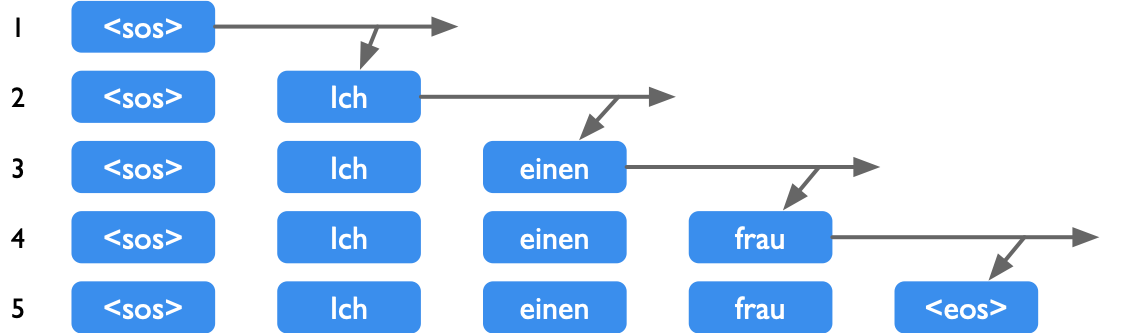 1 <sos>
2 <sos> Ich
3 <sos> Ich einen
4 <sos> Ich einen frau
5 <sos> Ich einen frau <eos>